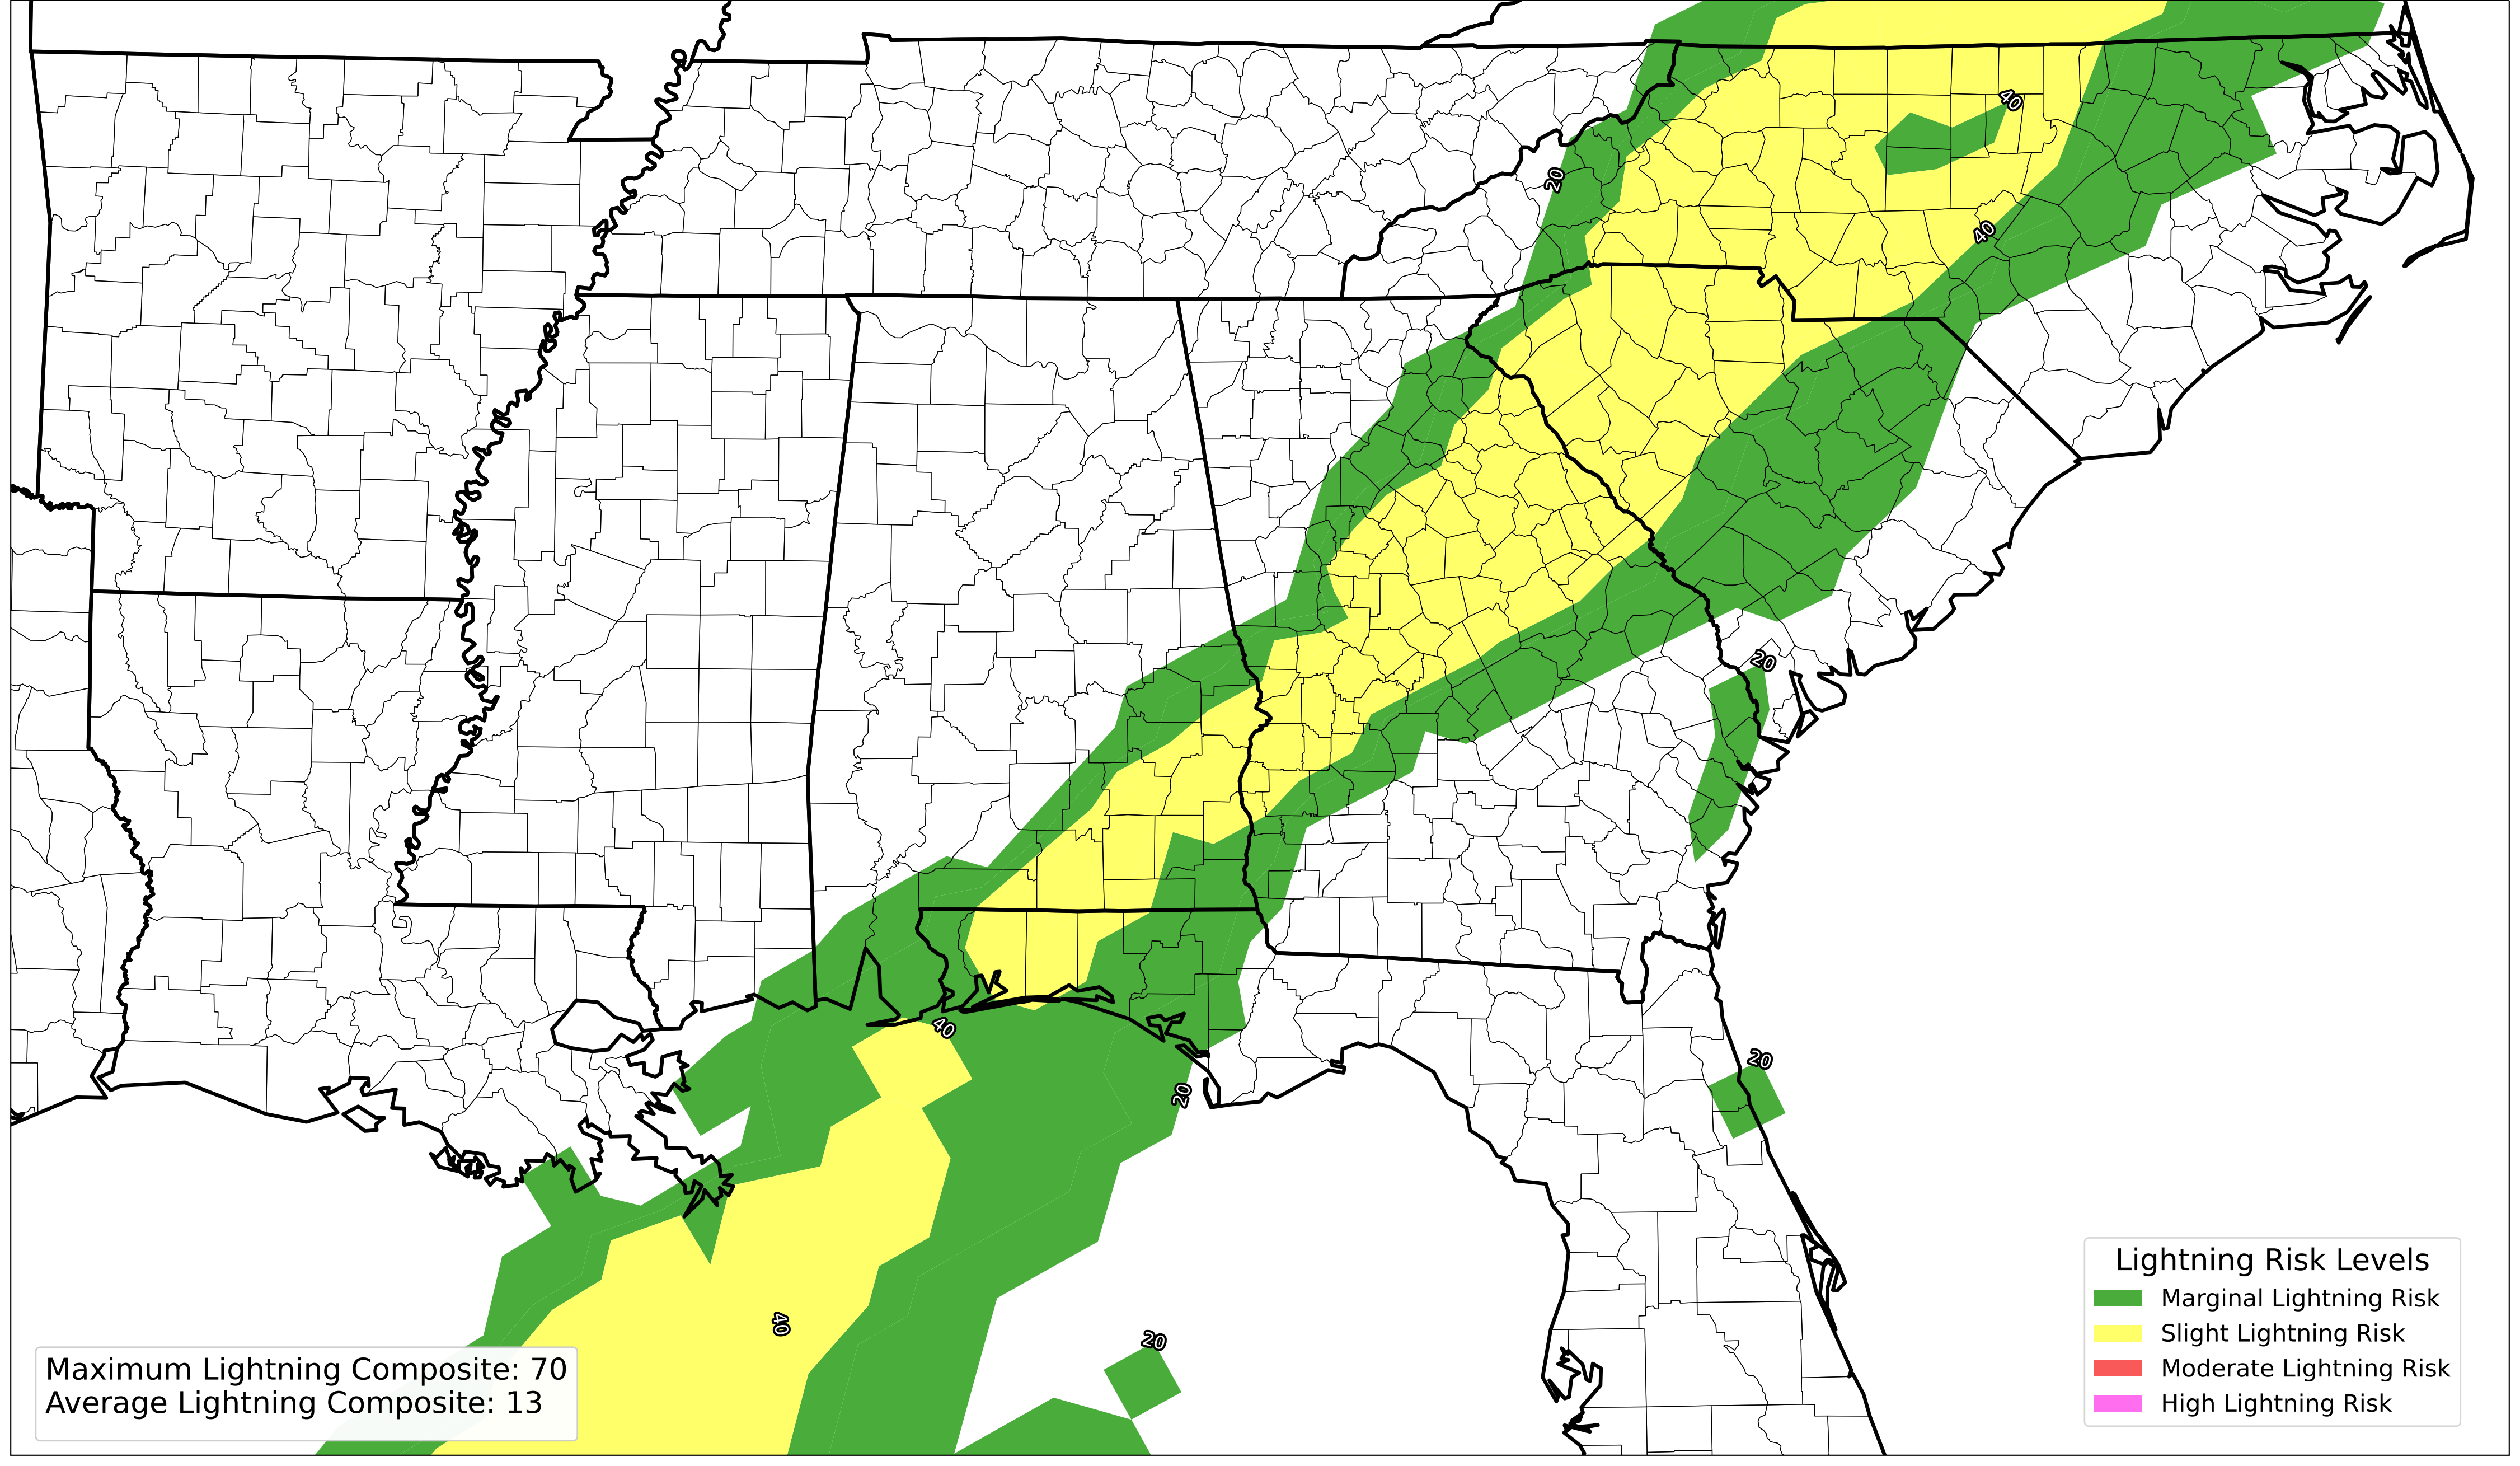 40
20
40
20
40
20
20
40
20
Lightning Risk Levels
Marginal Lightning Risk
Slight Lightning Risk
Moderate Lightning Risk
High Lightning Risk
Maximum Lightning Composite: 70
Average Lightning Composite: 13